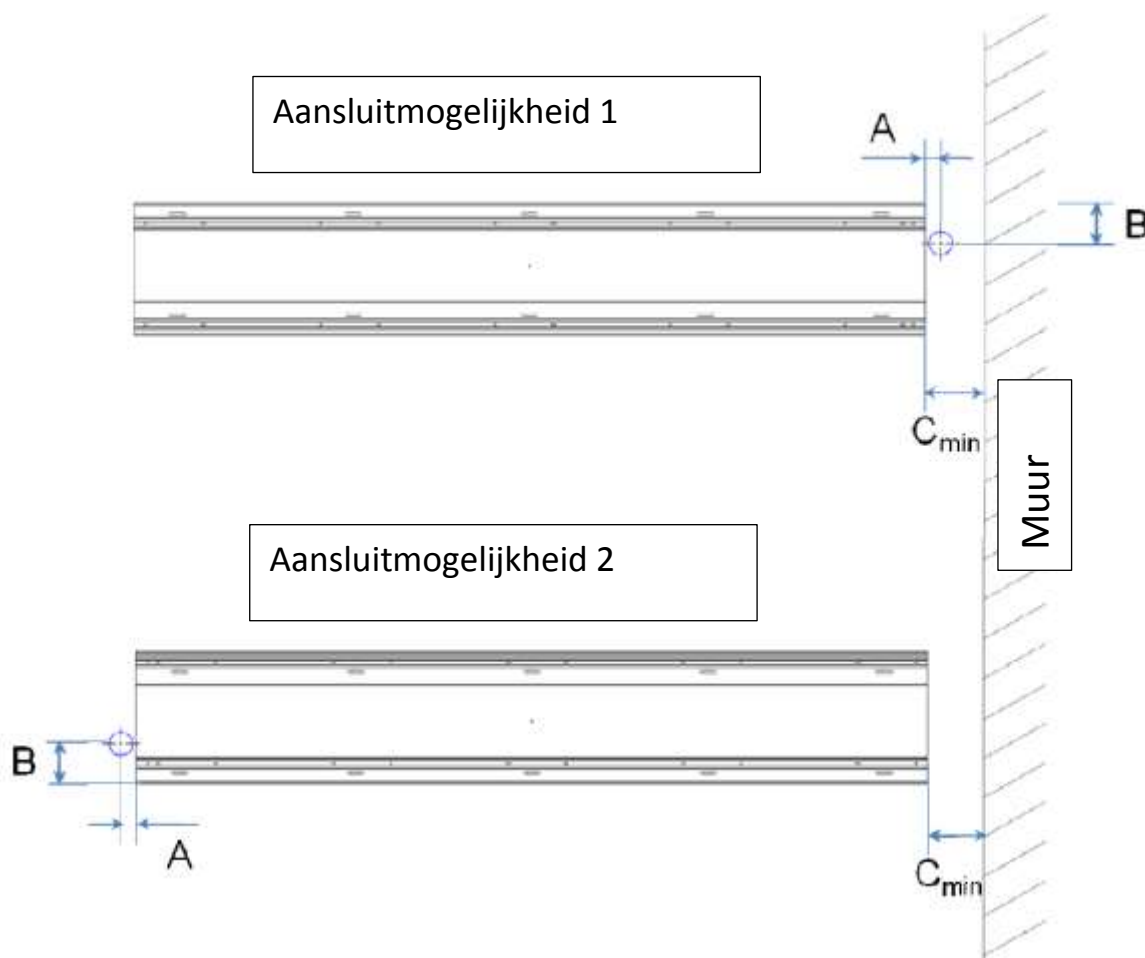 Aansluitmogelijkheid 1
A
B
C min
Muur
Aansluitmogelijkheid 2
B
A
C min